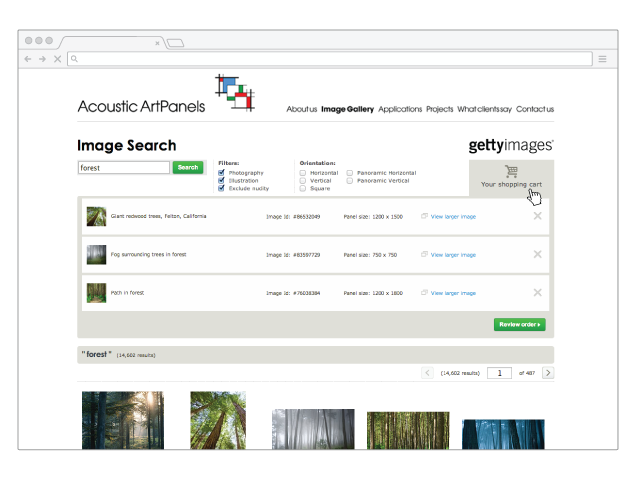 Acoustic ArtPanels
About us Image Gallery Applications Projects What clients say Contact us
Image Search
gettyimages®
forest
Search
Filters:
Photography
Illustration
Exclude nudity
Orientation:
Horizontal
Vertical
Square
Panoramic Horizontal
Panoramic Vertical
Your shopping cart
Giant redwood trees, Felton, California Image id: #86532049 Panel size: 1200 x 1500 View larger image
Fog surrounding trees in forest Image id: #83597729 Panel size: 750 x 750 View larger image
Path in forest Image id: #76038384 Panel size: 1200 x 1800 View larger image
Review order
"forest" (14,602 results)
(14,602 results) 1 of 487